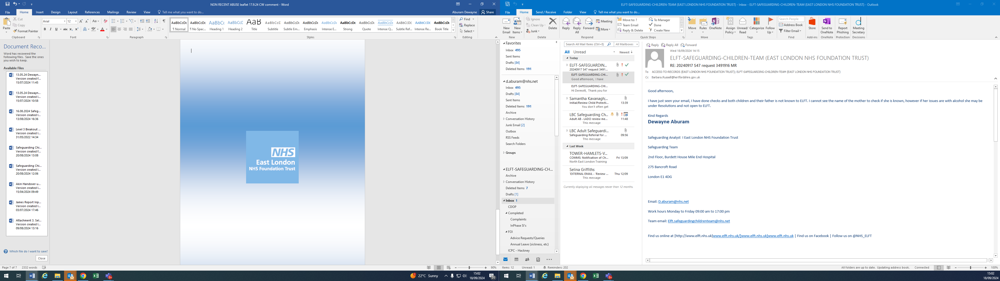 NON RECENT ABUSE leaflet 17.9.24 CW comment - Word
File Home Insert Design Layout References Mailings Review View Tell me what you want to do... Aburam Dewayne Share
Paste
Cut
Copy
Format Painter
Clipboard
Arial 12
Font
Paragraph
AaBbCcDc AaBbCcDc AaBbCc AaBbCcD AaB AaBbCcD AaBbCcDc AaBbCcDc AaBbCcDc AaBbCcDc AaBbCcDc AaBbCcDc AABBCCDC AABBCCDC AaBbCcDc
¶ Normal ¶ No Spac... Heading 1 Heading 2 Title Subtitle Subtle Em... Emphasis Intense E... Strong Quote Intense Q... Subtle Ref... Intense Re... Book Title
Styles
Find
Replace
Select
Editing
Document Reco...
Word has recovered the
following files. Save the ones
you wish to keep.
Available Files
13.05.24 Dewayn...
Version created f...
15/07/2024 11:45
13.05.24 Dewayn...
Version created l...
15/07/2024 10:58
16.08.2024 Safeg...
Version created l...
13/08/2024 16:36
Level 3 Breakout ...
Version created l...
31/05/2022 14:34
Safeguarding Chi...
Version created f...
20/08/2024 13:08
Safeguarding Chi...
Version created l...
20/08/2024 12:06
Akin Handover u...
Version created l...
15/04/2024 09:49
James Report Inp...
Version created l...
03/07/2024 17:46
Attachment 3. Sel...
Version created l...
09/08/2024 13:16
Which file do I want to save?
Close
NHS
East London
NHS Foundation Trust
Page 7 of 7 2332 words 90%
22°C Sunny 15:02
18/09/2024 20
ELFT-SAFEGUARDING-CHILDREN-TEAM (EAST LONDON NHS FOUNDATION TRUST) - Inbox - ELFT-SAFEGUARDING-CHILDREN-TEAM (EAST LONDON NHS FOUNDATION TRUST) - Outlook
File Home Send / Receive Folder View Tell me what you want to do...
New
Email
New
Items
New
Ignore
Clean Up
Junk
Delete
Delete
Reply
Reply
All
Forward
Meeting
More
Respond
Move to: ?
Team Email
Reply & Delete
To Manager
Done
Create New
Quick Steps
Move
Rules
OneNote
Move
Assign
Policy
Unread/
Read
Categorize
Follow
Up
Tags
Search People
Address Book
Filter Email
Find
Store
Add-ins
Send to
OneNote
OneNote
Report
Phishing
Protection
Meeting
Secretary
Decisions
Favorites
Inbox 495
Sent Items
Drafts [84]
Deleted Items 191
d.aburam@nhs.net
Inbox 495
Drafts [84]
Sent Items
Deleted Items 191
Archive
Conversation History
Junk Email [2]
Outbox
RSS Feeds
Search Folders
Groups
ELFT-SAFEGUARDING-CH...
Archive
Conversation History
Deleted Items 7
Drafts [1]
Inbox 1
CDOP
Completed
Complaints
InPhase SI's
FOI
Advice Requests/Queries
Annual Leave (sickness, etc)
ICPC - Hackney
Search All Mail Items (Ctrl+E) All Mailboxes
All Unread Newest
Today
ELFT-SAFEGUARDIN...
20240917 S47 request 3491...
ELFT-SAFEGUARDING-CHI...
Good afternoon, I have
ELFT-SAFEGUARDING-CHI...
Hi Dermott, Thank you for
Samantha Kavanagh;...
Initial/Review Child Protecti... 13:39
You don't often get
LBC Safeguarding Ch...
Adult AB - LADO review me... 11:48
This message
LBC Adult Safeguardi...
Safeguarding Referral for ... 09:56
This message
Last Week
TOWER-HAMLETS-V...
COMMS: Notification of Ch... Fri 13/09
North East London Training
Selina Griffiths
'EXTERNAL EMAIL - 'Review ... Thu 12/09
This message
Currently displaying all messages newer than 12 months.
Reply Reply All Forward
Wed 18/09/2024 14:15
ELFT-SAFEGUARDING-CHILDREN-TEAM (EAST LONDON NHS FOUNDATION TRUST)
RE: 20240917 S47 request 3491916 MR
To ACCESS-TO-RECORDS (EAST LONDON NHS FOUNDATION TRUST); ELFT-SAFEGUARDING-CHILDREN-TEAM (EAST LONDON NHS FOUNDATION TRUST)
Cc Barbara.Russell@hertfordshire.gov.uk
Good afternoon,
I have just seen your email, I have done checks and both children and their father is not known to ELFT. I cannot see the name of the mother to check if she is known, however if her issues are with alcohol she may be
under Resolutions and not open to ELFT.
Kind Regards
Dewayne Aburam
Safeguarding Analyst I East London NHS Foundation Trust
Safeguarding Team
2nd Floor, Burdett House Mile End Hospital
275 Bancroft Road
London E1 4DG
Email: D.aburam@nhs.net
Work hours Monday to Friday 09:00 am to 17:00 pm
Team email: Elft.safeguardingchildrenteam@nhs.net
Find us online at [http://www.elft.nhs.uk]www.elft.nhs.uk/]www.elft.nhs.uk]www.elft.nhs.uk | Find us on Facebook | Follow us on @NHS_ELFT
Items: 12 Unread: 1 Reminders: 202 All folders are up to date. Updating address book. Connected 100%
15:02
18/09/2024